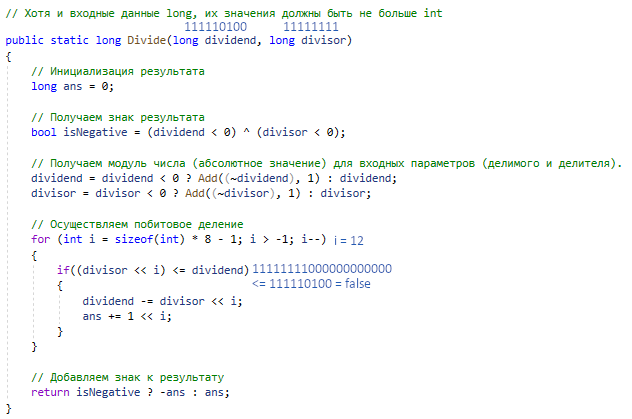 // Хотя и входные данные long, их значения должны быть не больше int
111110100 11111111
public static long Divide(long dividend, long divisor)
{
// Инициализация результата
long ans = 0;
// Получаем знак результата
bool isNegative = (dividend < 0) ^ (divisor < 0);
// Получаем модуль числа (абсолютное значение) для входных параметров (делимого и делителя).
dividend = dividend < 0 ? Add((~dividend), 1) : dividend;
divisor = divisor < 0 ? Add((~divisor), 1) : divisor;
// Осуществляем побитовое деление
for (int i = sizeof(int) * 8 - 1; i > -1; i--) i = 12
{
if((divisor << i) <= dividend) 11111111000000000000
{ <= 111110100 = false
dividend -= divisor << i;
ans += 1 << i;
}
}
// Добавляем знак к результату
return isNegative ? -ans : ans;
}